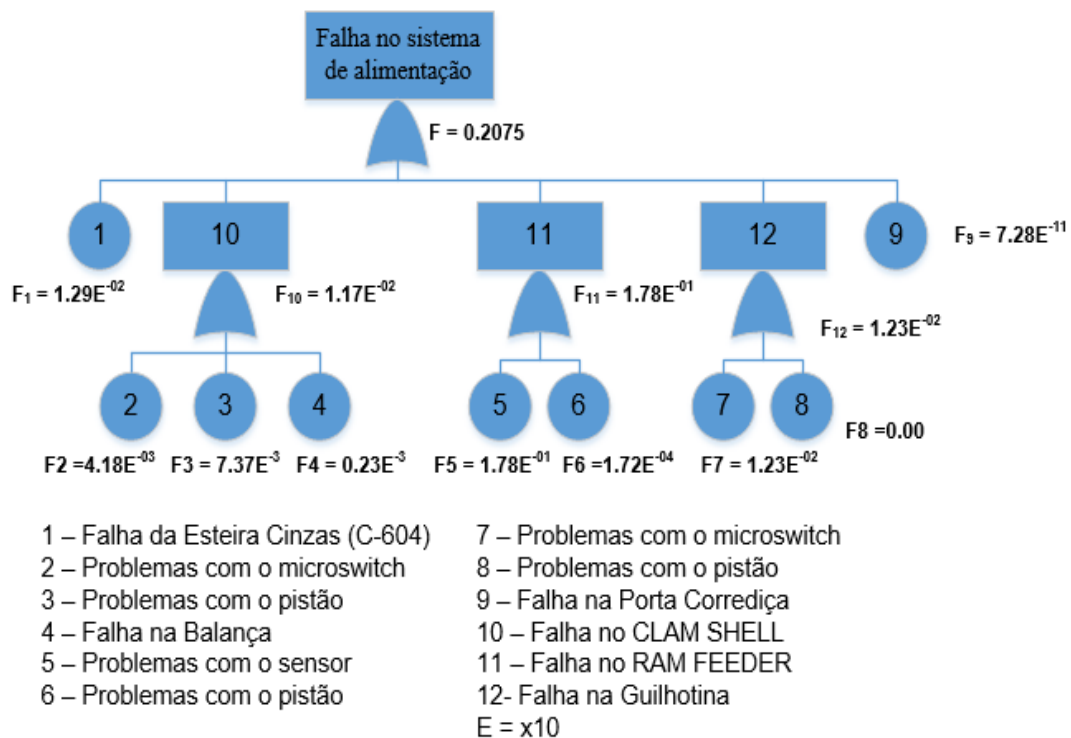 Falha no sistema
de alimentação
F = 0.2075
1
10
11
12
9
F₉ = 7.28E⁻¹¹
F₁ = 1.29E⁻⁰²
F₁₀ = 1.17E⁻⁰²
F₁₁ = 1.78E⁻⁰¹
F₁₂ = 1.23E⁻⁰²
2
3
4
5
6
7
8
F8 =0.00
F2 =4.18E⁻⁰³
F3 = 7.37E⁻³
F4 = 0.23E⁻³
F5 = 1.78E⁻⁰¹
F6 =1.72E⁻⁰⁴
F7 = 1.23E⁻⁰²
1 – Falha da Esteira Cinzas (C-604)
2 – Problemas com o microswitch
3 – Problemas com o pistão
4 – Falha na Balança
5 – Problemas com o sensor
6 – Problemas com o pistão
7 – Problemas com o microswitch
8 – Problemas com o pistão
9 – Falha na Porta Corrediça
10 – Falha no CLAM SHELL
11 – Falha no RAM FEEDER
12- Falha na Guilhotina
E = x10